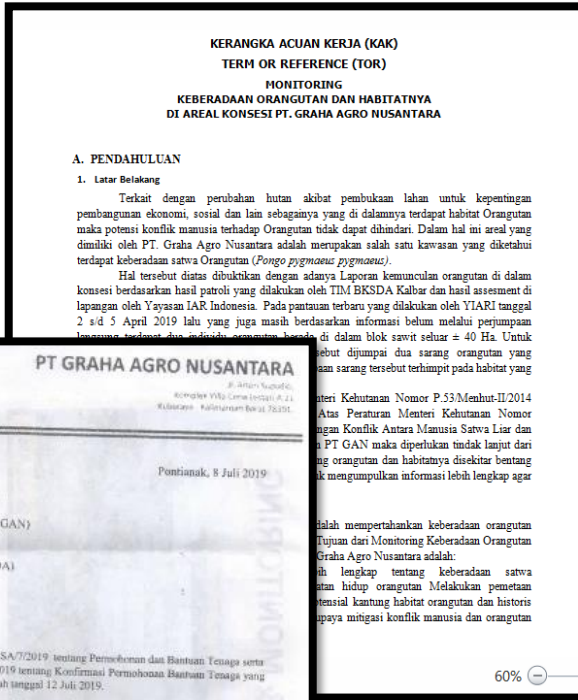 KERANGKA ACUAN KERJA (KAK)
TERM OR REFERENCE (TOR)
MONITORING
KEBERADAAN ORANGUTAN DAN HABITATNYA
DI AREAL KONSESI PT. GRAHA AGRO NUSANTARA
A. PENDAHULUAN
1. Latar Belakang
Terkait dengan perubahan hutan akibat pembukaan lahan untuk kepentingan
pembangunan ekonomi, sosial dan lain sebagainya yang di dalamnya terdapat habitat Orangutan
maka potensi konflik manusia terhadap Orangutan tidak dapat dihindari. Dalam hal ini areal yang
dimiliki oleh PT. Graha Agro Nusantara adalah merupakan salah satu kawasan yang diketahui
terdapat keberadaan satwa Orangutan (Pongo pygmaeus pygmaeus).
Hal tersebut diatas dibuktikan dengan adanya Laporan kemunculan orangutan di dalam
konsesi berdasarkan hasil patroli yang dilakukan oleh TIM BKSDA Kalbar dan hasil assesment di
lapangan oleh Yayasan IAR Indonesia. Pada pantauan terbaru yang dilakukan oleh YIARI tanggal
2 s/d 5 April 2019 lalu yang juga masih berdasarkan informasi belum melalui perjumpaan
langsung terdapat dua individu orangutan berada di dalam blok sawit seluar ± 40 Ha. Untuk
sebut dijumpai dua sarang orangutan yang
aan sarang tersebut terhimpit pada habitat yang
nteri Kehutanan Nomor P.53/Menhut-II/2014
Atas Peraturan Menteri Kehutanan Nomor
ngan Konflik Antara Manusia Satwa Liar dan
PT GAN maka diperlukan tindak lanjut dari
ng orangutan dan habitatnya disekitar bentang
k mengumpulkan informasi lebih lengkap agar
dalah mempertahankan keberadaan orangutan
Tujuan dari Monitoring Keberadaan Orangutan
Graha Agro Nusantara adalah:
ih lengkap tentang keberadaan satwa
atan hidup orangutan Melakukan pemetaan
otensial kantung habitat orangutan dan historis
upaya mitigasi konflik manusia dan orangutan
60%
PT GRAHA AGRO NUSANTARA
Pontianak, 8 Juli 2019
GAN)
A)
MONITORING
SA/7/2019 tentang Permohonan dan Bantuan Tenaga serta
019 tentang Konfirmasi Permohonan Bantuan Tenaga yang
ah tanggal 12 Juli 2019.